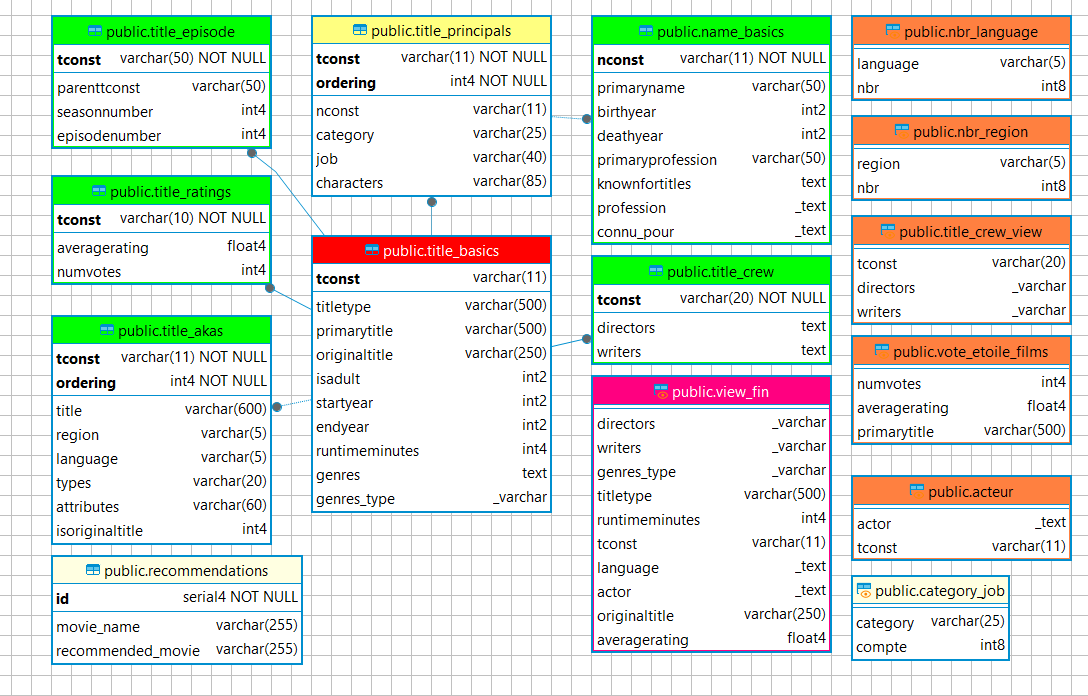 public.title_episode
tconst varchar(50) NOT NULL
parenttconst varchar(50)
seasonnumber int4
episodenumber int4
public.title_ratings
tconst varchar(10) NOT NULL
averagerating float4
numvotes int4
public.title_akas
tconst varchar(11) NOT NULL
ordering int4 NOT NULL
title varchar(600)
region varchar(5)
language varchar(5)
types varchar(20)
attributes varchar(60)
isoriginaltitle int4
public.recommendations
id serial4 NOT NULL
movie_name varchar(255)
recommended_movie varchar(255)
public.title_principals
tconst varchar(11) NOT NULL
ordering int4 NOT NULL
nconst varchar(11)
category varchar(25)
job varchar(40)
characters varchar(85)
public.title_basics
tconst varchar(11)
titletype varchar(500)
primarytitle varchar(500)
originaltitle varchar(250)
isadult int2
startyear int2
endyear int2
runtimeminutes int4
genres text
genres_type _varchar
public.name_basics
nconst varchar(11) NOT NULL
primaryname varchar(50)
birthyear int2
deathyear int2
primaryprofession varchar(50)
knownfortitles text
profession _text
connu_pour _text
public.title_crew
tconst varchar(20) NOT NULL
directors text
writers text
public.view_fin
directors _varchar
writers _varchar
genres_type _varchar
titletype varchar(500)
runtimeminutes int4
tconst varchar(11)
language _text
actor _text
originaltitle varchar(250)
averagerating float4
public.nbr_language
language varchar(5)
nbr int8
public.nbr_region
region varchar(5)
nbr int8
public.title_crew_view
tconst varchar(20)
directors _varchar
writers _varchar
public.vote_etoile_films
numvotes int4
averagerating float4
primarytitle varchar(500)
public.acteur
actor _text
tconst varchar(11)
public.category_job
category varchar(25)
compte int8